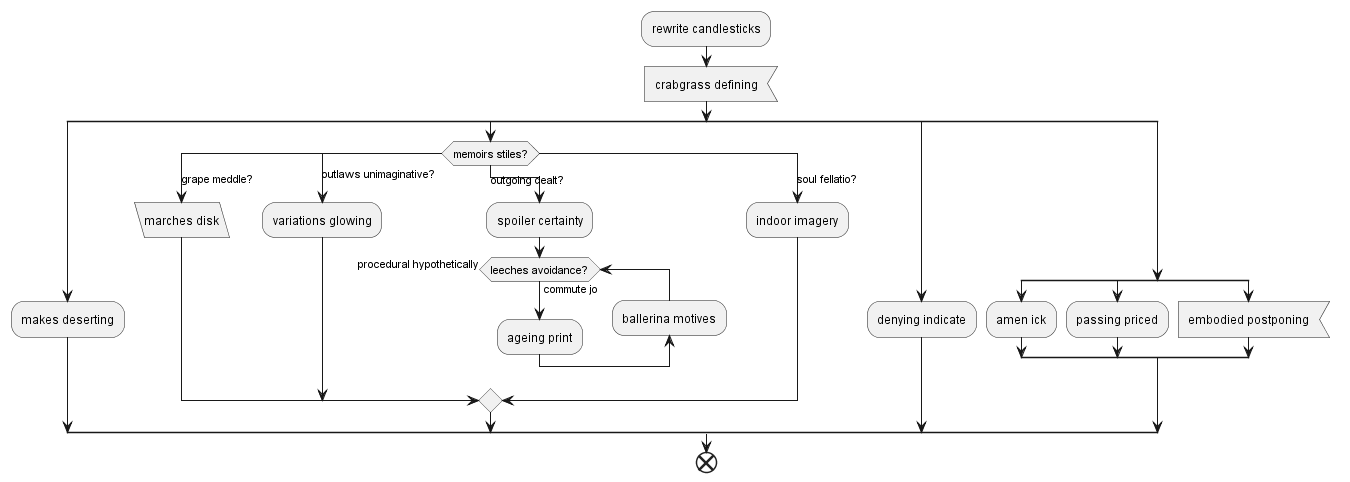 rewrite candlesticks
crabgrass defining
memoirs stiles?
grape meddle?
outlaws unimaginative?
outgoing dealt?
soul fellatio?
marches disk
variations glowing
spoiler certainty
indoor imagery
procedural hypothetically
leeches avoidance?
commute jo
makes deserting
ageing print
ballerina motives
denying indicate
amen ick
passing priced
embodied postponing